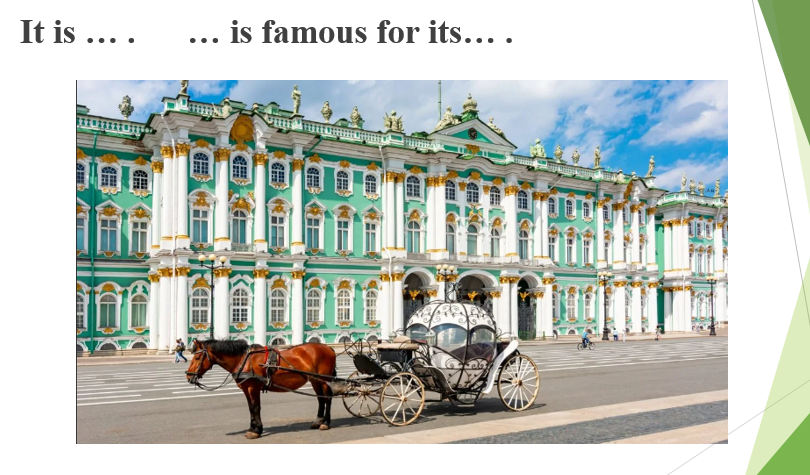 It is … . … is famous for its… .